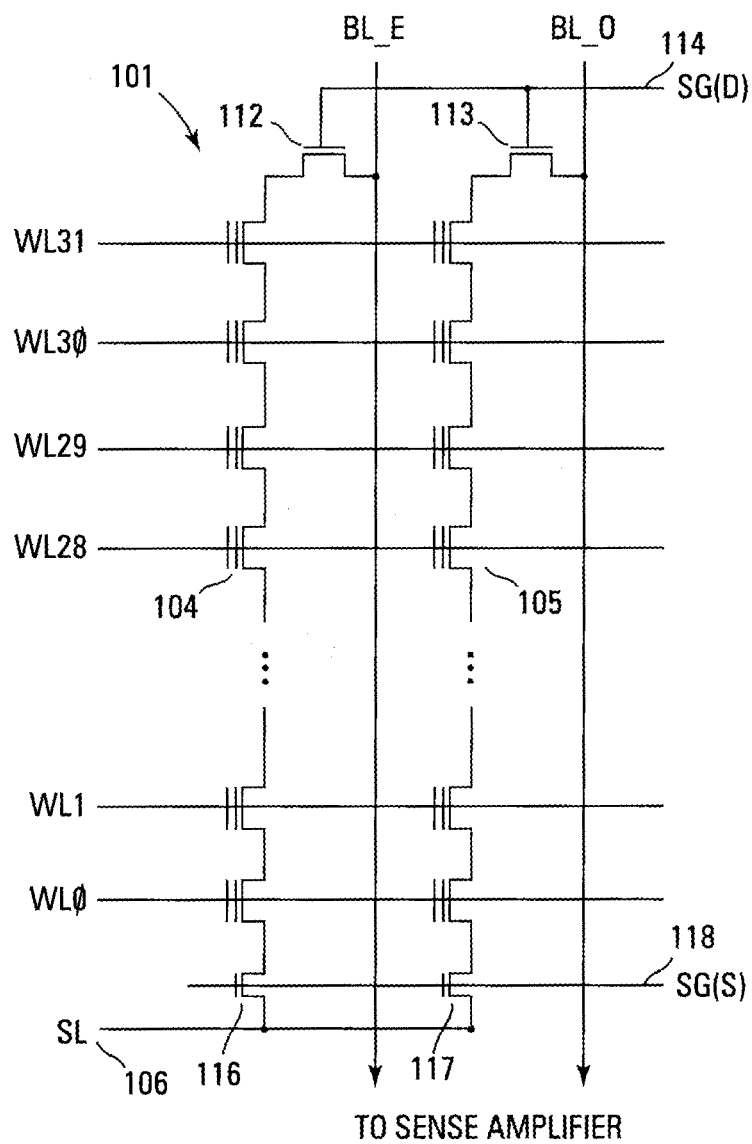 BL_E BL_O
114
SG(D)
101
112 113
WL31
WL3Ø
WL29
WL28
104 105
WL1
WLØ
118
SG(S)
SL
106 116 117
TO SENSE AMPLIFIER